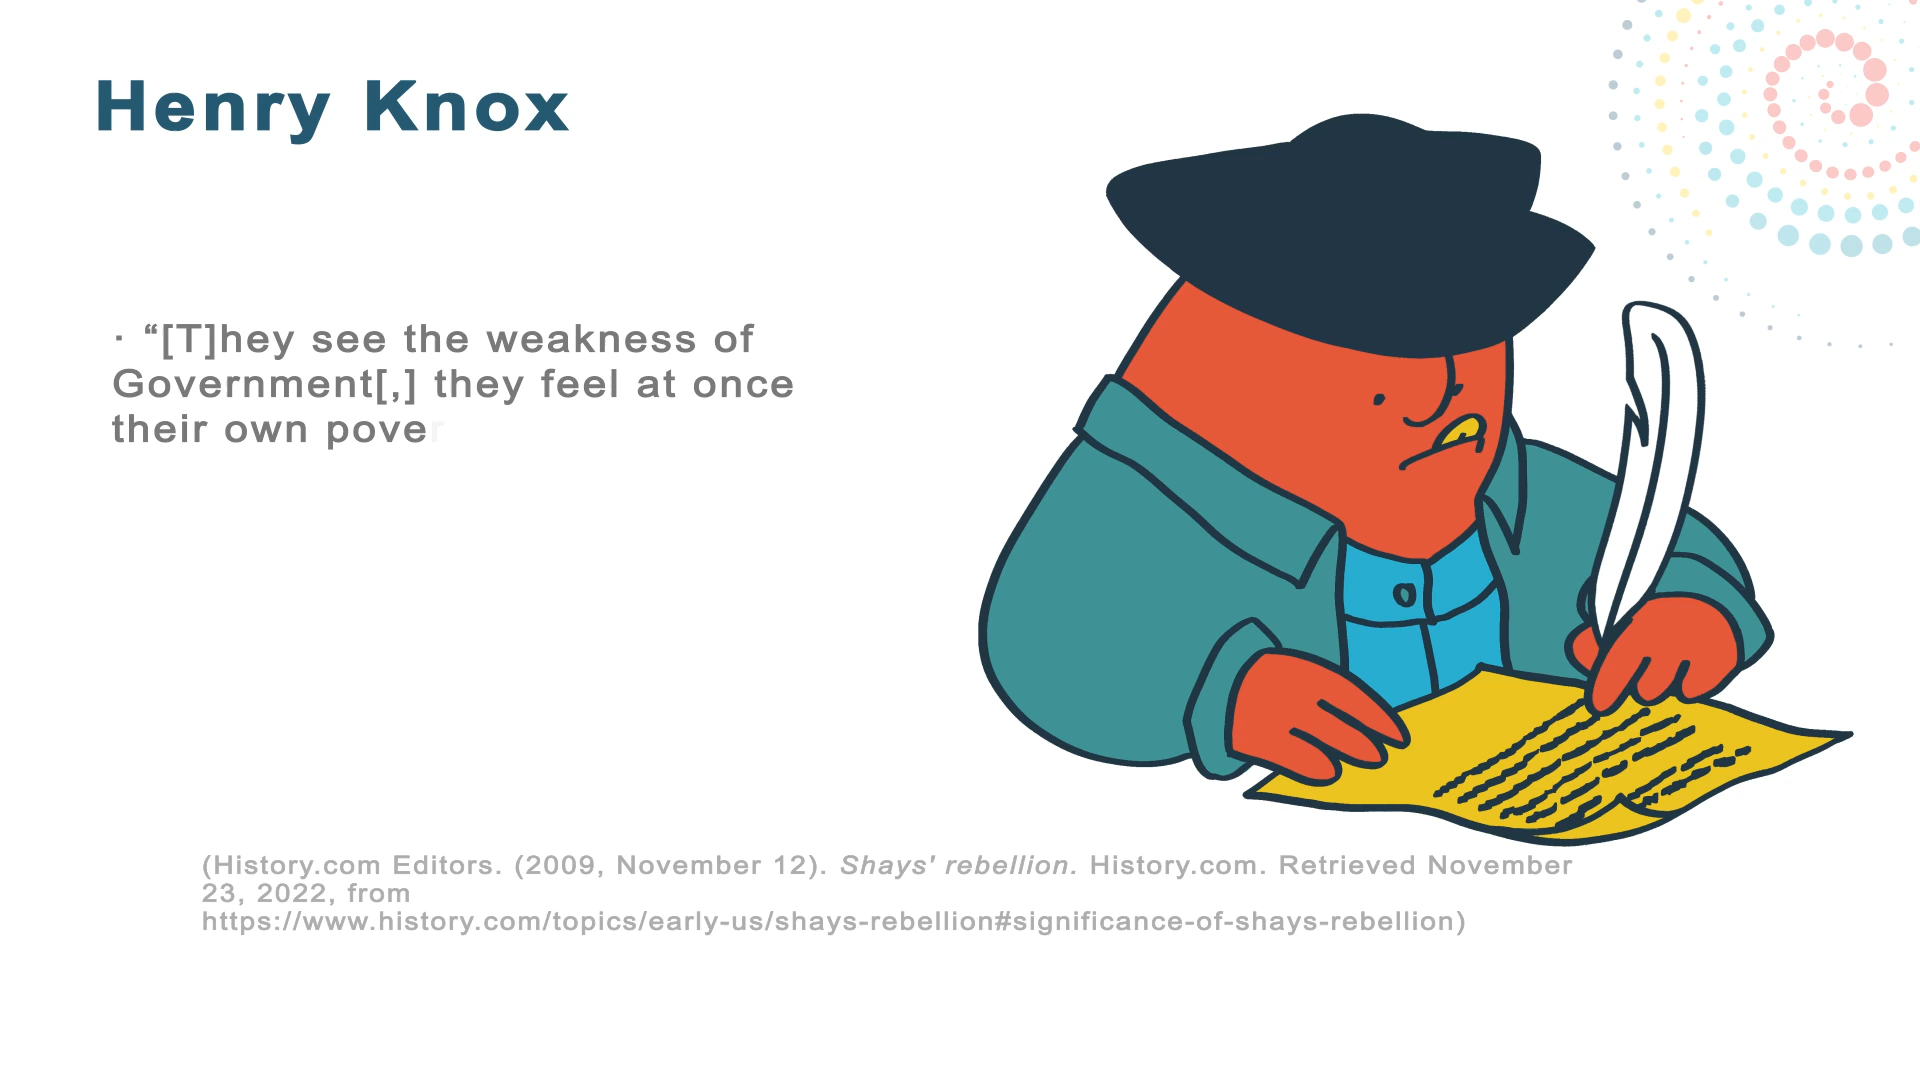 Henry Knox
· “[T]hey see the weakness of
Government[,] they feel at once
their own pover
(History.com Editors. (2009, November 12). Shays' rebellion. History.com. Retrieved November
23, 2022, from
https://www.history.com/topics/early-us/shays-rebellion#significance-of-shays-rebellion)